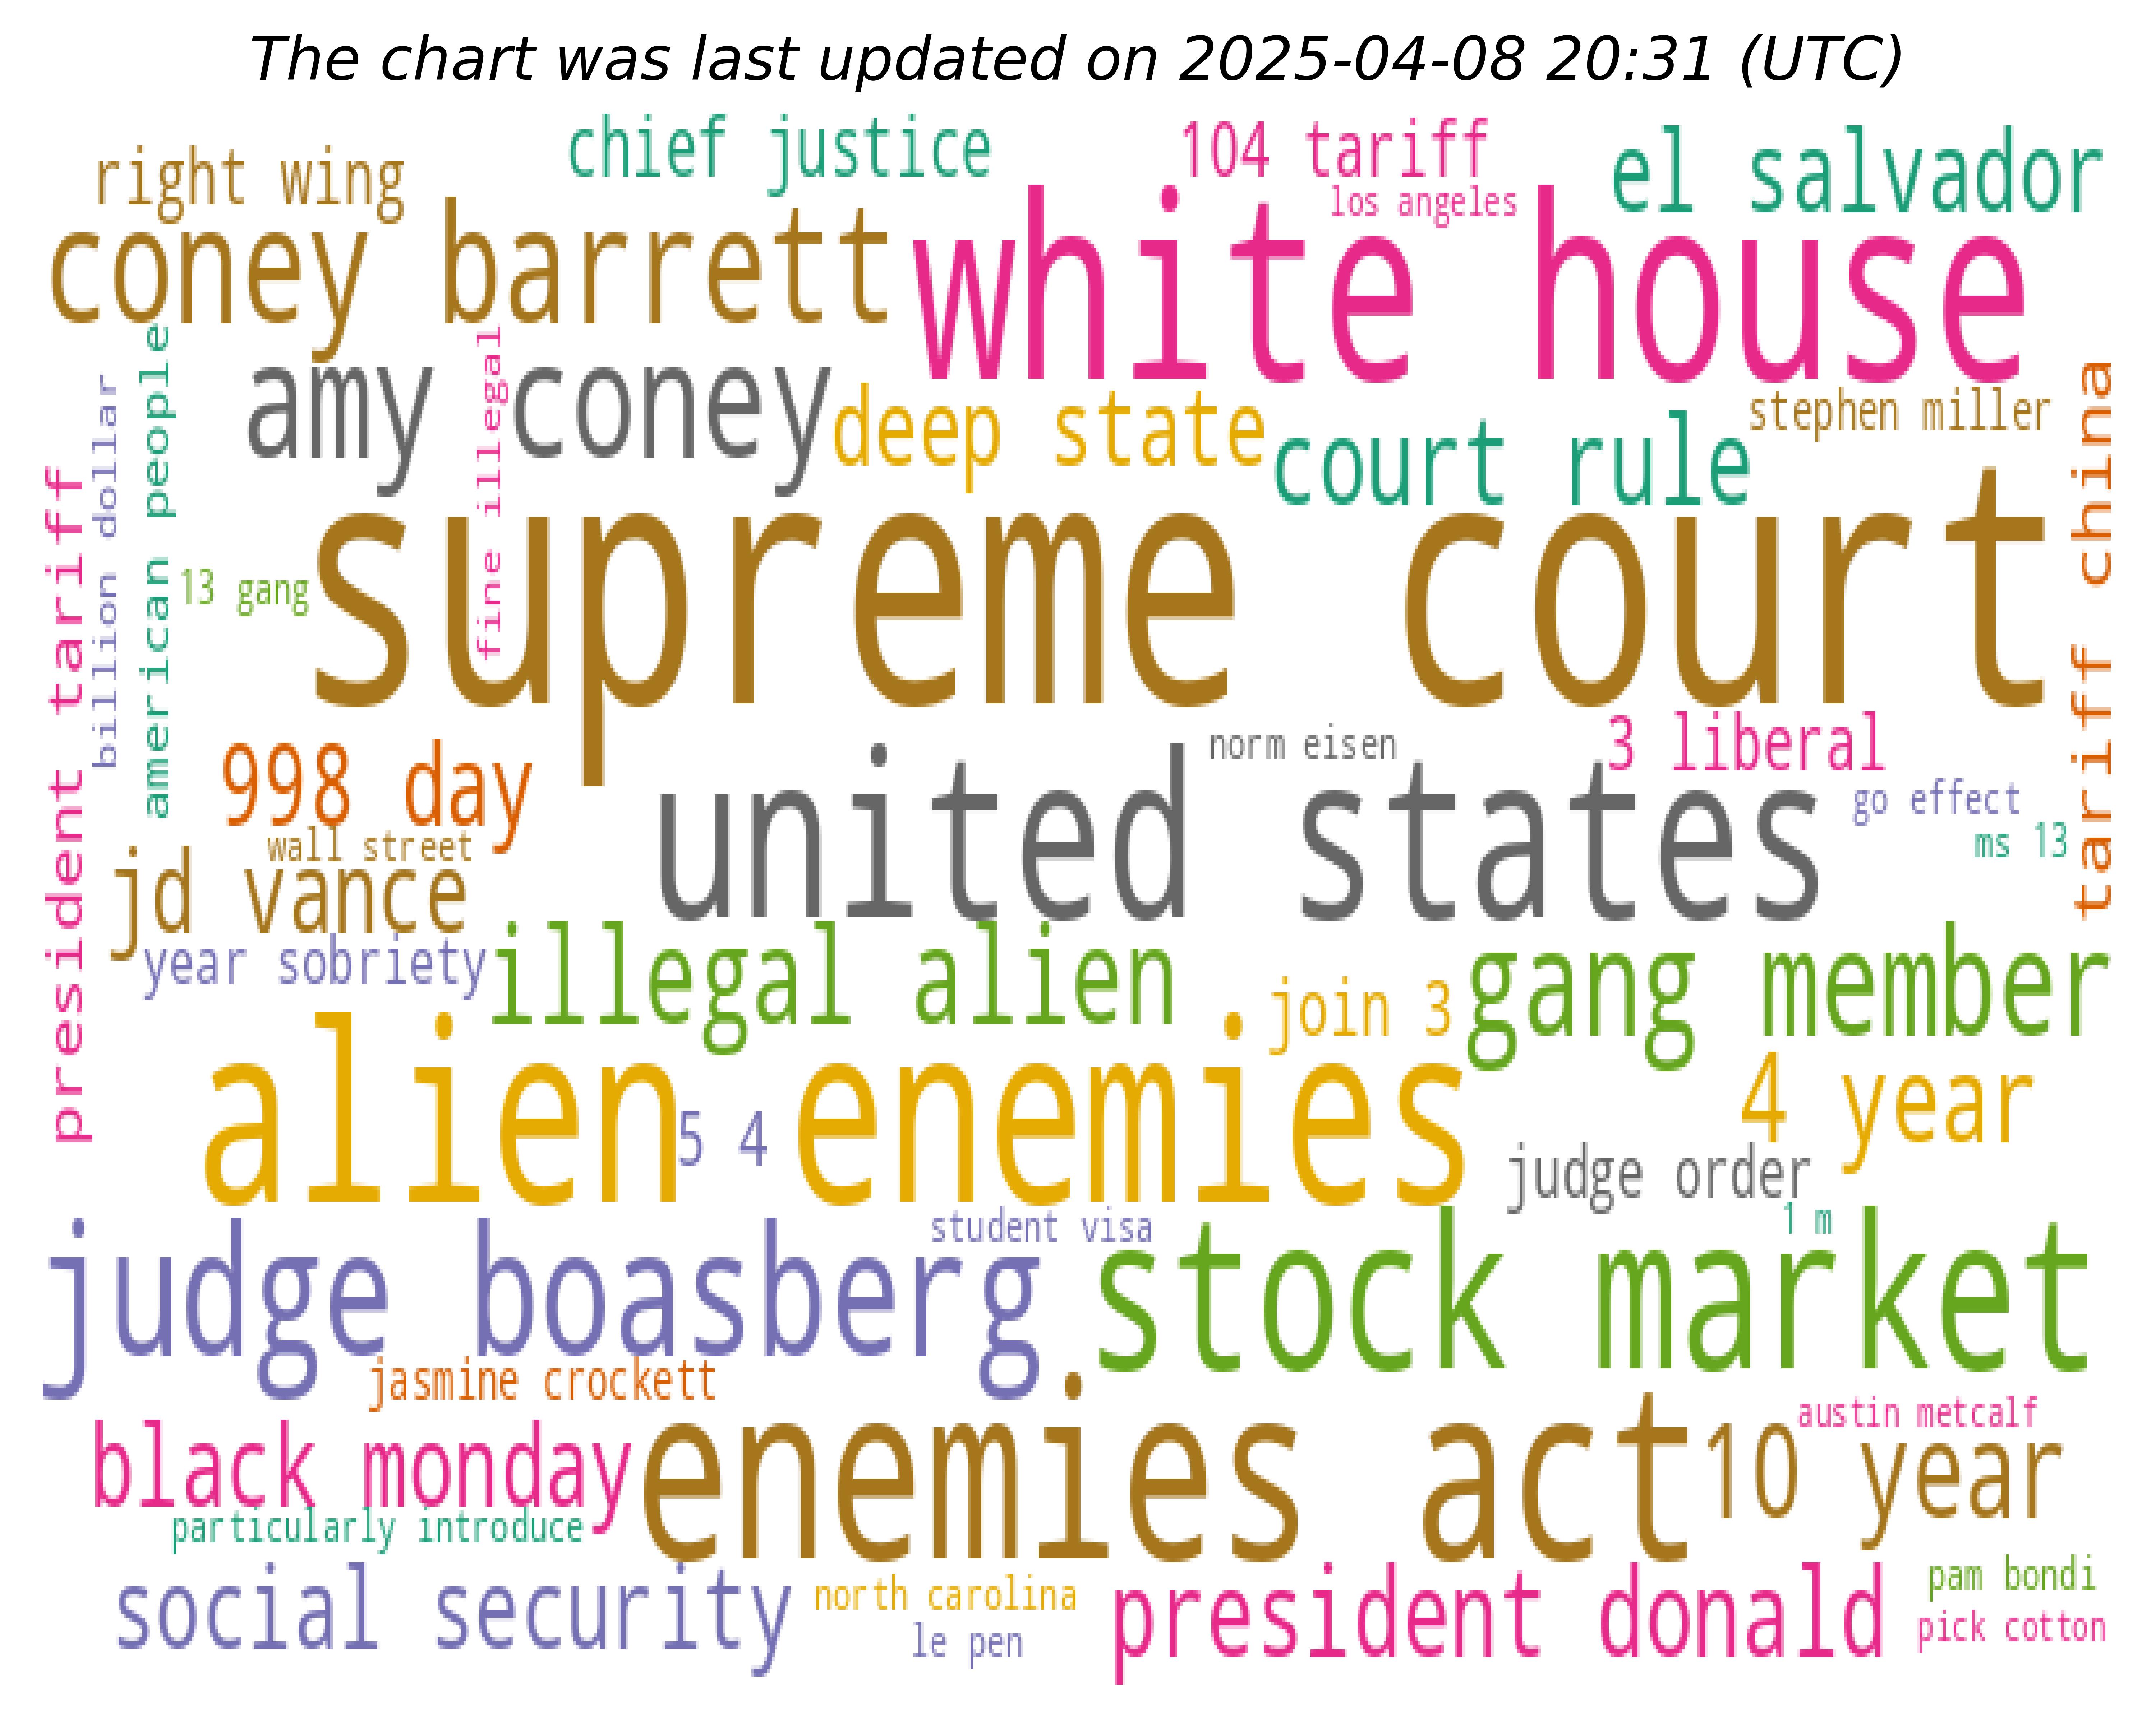 The chart was last updated on 2025-04-08 20:31 (UTC)
chief justice
104 tariff
el salvador
right wing
los angeles
coney barrett
white house
amy coney
deep state
court rule
stephen miller
fine illegal
american people
billion dollar
president tariff
tariff china
supreme court
13 gang
norm eisen
3 liberal
998 day
united states
go effect
ms 13
wall street
jd vance
year sobriety
illegal alien
join 3
gang member
alien enemies
5 4
4 year
judge order
student visa
1 m
judge boasberg
stock market
jasmine crockett
austin metcalf
black monday
enemies act
10 year
particularly introduce
social security
north carolina
le pen
president donald
pam bondi
pick cotton